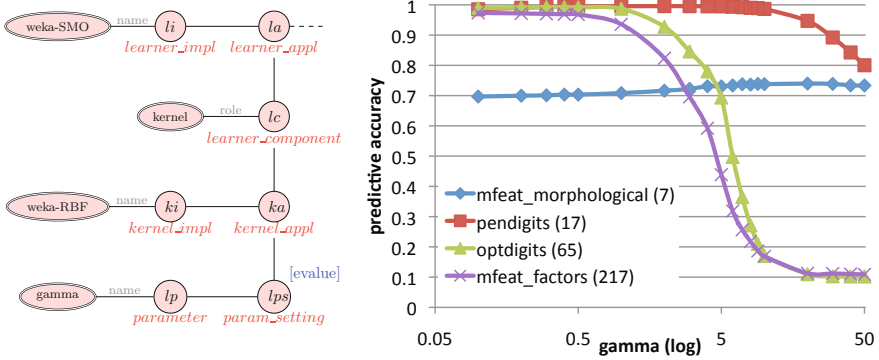 weka-SMO name li la
learner_impl learner_appl
kernel role lc
learner_component
weka-RBF name ki ka
kernel_impl kernel_appl
[evalue]
gamma name lp lps
parameter param_setting
predictive accuracy
1
0.9
0.8
0.7
0.6
0.5
0.4
0.3
0.2
0.1
0
mfeat_morphological (7)
pendigits (17)
optdigits (65)
mfeat_factors (217)
0.05 0.5 5 50
gamma (log)